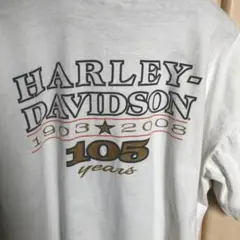 HARLEY-
DAVIDSON
1903★2008
105
years